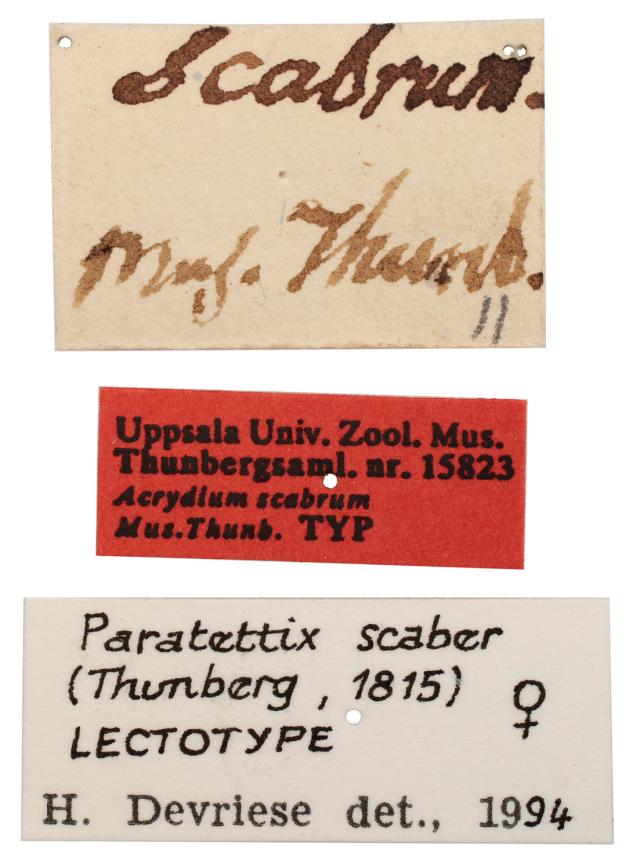 Scabrum.
Mus. Thunb.
||
Uppsala Univ. Zool. Mus.
Thunbergsaml. nr. 15823
Acrydium scabrum
Mus.Thunb. TYP
Paratettix scaber
(Thunberg, 1815) ♀
LECTOTYPE
H. Devriese det., 1994